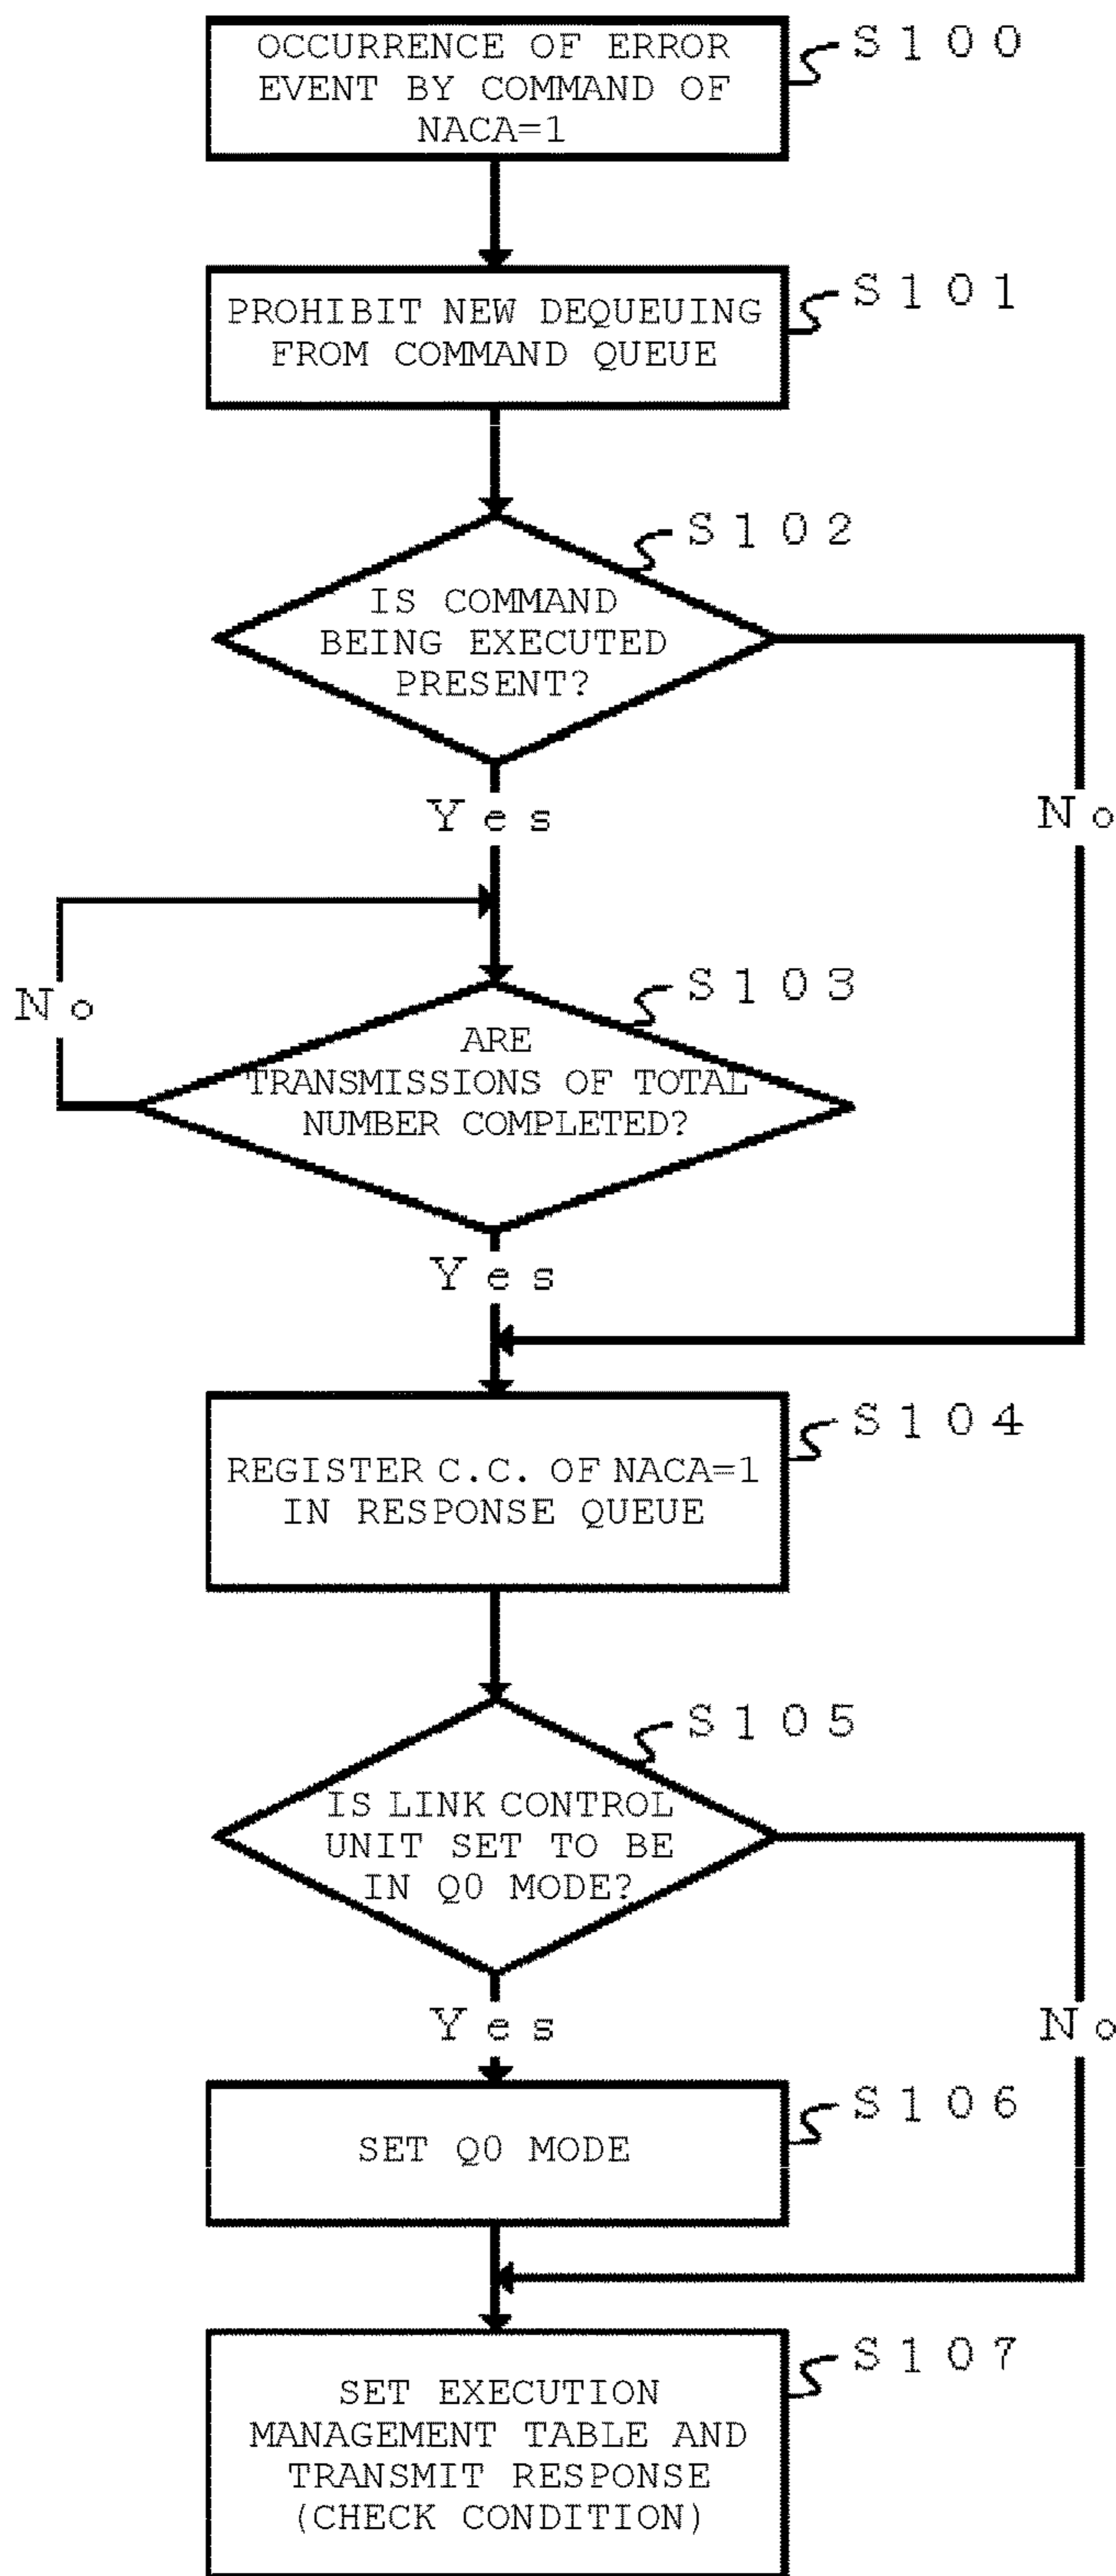 OCCURRENCE OF ERROR
EVENT BY COMMAND OF
NACA=1
S100
PROHIBIT NEW DEQUEUING
FROM COMMAND QUEUE
S101
S102
IS COMMAND
BEING EXECUTED
PRESENT?
Yes
No
No
S103
ARE
TRANSMISSIONS OF TOTAL
NUMBER COMPLETED?
Yes
S104
REGISTER C.C. OF NACA=1
IN RESPONSE QUEUE
S105
IS LINK CONTROL
UNIT SET TO BE
IN Q0 MODE?
Yes
No
S106
SET Q0 MODE
S107
SET EXECUTION
MANAGEMENT TABLE AND
TRANSMIT RESPONSE
(CHECK CONDITION)